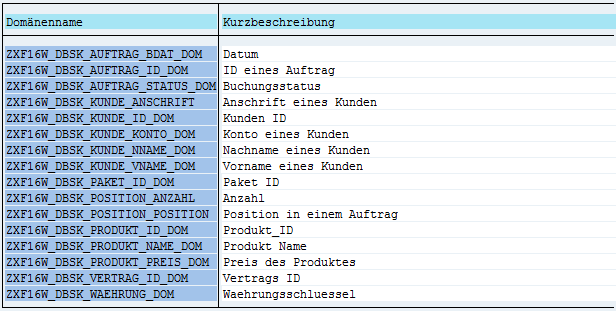 Domänenname Kurzbeschreibung
ZXF16W_DBSK_AUFTRAG_BDAT_DOM Datum
ZXF16W_DBSK_AUFTRAG_ID_DOM ID eines Auftrag
ZXF16W_DBSK_AUFTRAG_STATUS_DOM Buchungsstatus
ZXF16W_DBSK_KUNDE_ANSCHRIFT Anschrift eines Kunden
ZXF16W_DBSK_KUNDE_ID_DOM Kunden ID
ZXF16W_DBSK_KUNDE_KONTO_DOM Konto eines Kunden
ZXF16W_DBSK_KUNDE_NNAME_DOM Nachname eines Kunden
ZXF16W_DBSK_KUNDE_VNAME_DOM Vorname eines Kunden
ZXF16W_DBSK_PAKET_ID_DOM Paket ID
ZXF16W_DBSK_POSITION_ANZAHL Anzahl
ZXF16W_DBSK_POSITION_POSITION Position in einem Auftrag
ZXF16W_DBSK_PRODUKT_ID_DOM Produkt_ID
ZXF16W_DBSK_PRODUKT_NAME_DOM Produkt Name
ZXF16W_DBSK_PRODUKT_PREIS_DOM Preis des Produktes
ZXF16W_DBSK_VERTRAG_ID_DOM Vertrags ID
ZXF16W_DBSK_WAEHRUNG_DOM Waehrungsschluessel